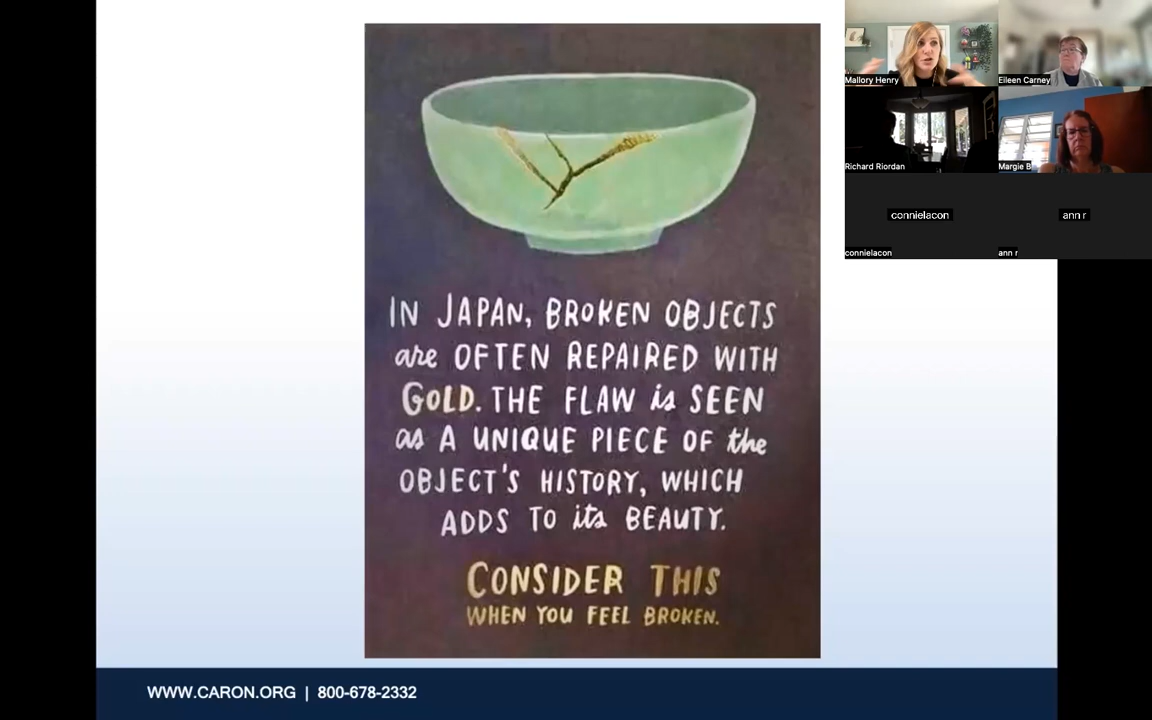 IN JAPAN, BROKEN OBJECTS
are OFTEN REPAIRED WITH
GOLD. THE FLAW is SEEN
as A UNIQUE PIECE OF the
OBJECT'S HISTORY, WHICH
ADDS TO its BEAUTY.
CONSIDER THIS
WHEN YOU FEEL BROKEN.
WWW.CARON.ORG | 800-678-2332
Mallory Henry
Eileen Carney
Richard Riordan
Margie B
connielacon
ann r
connielacon
ann r